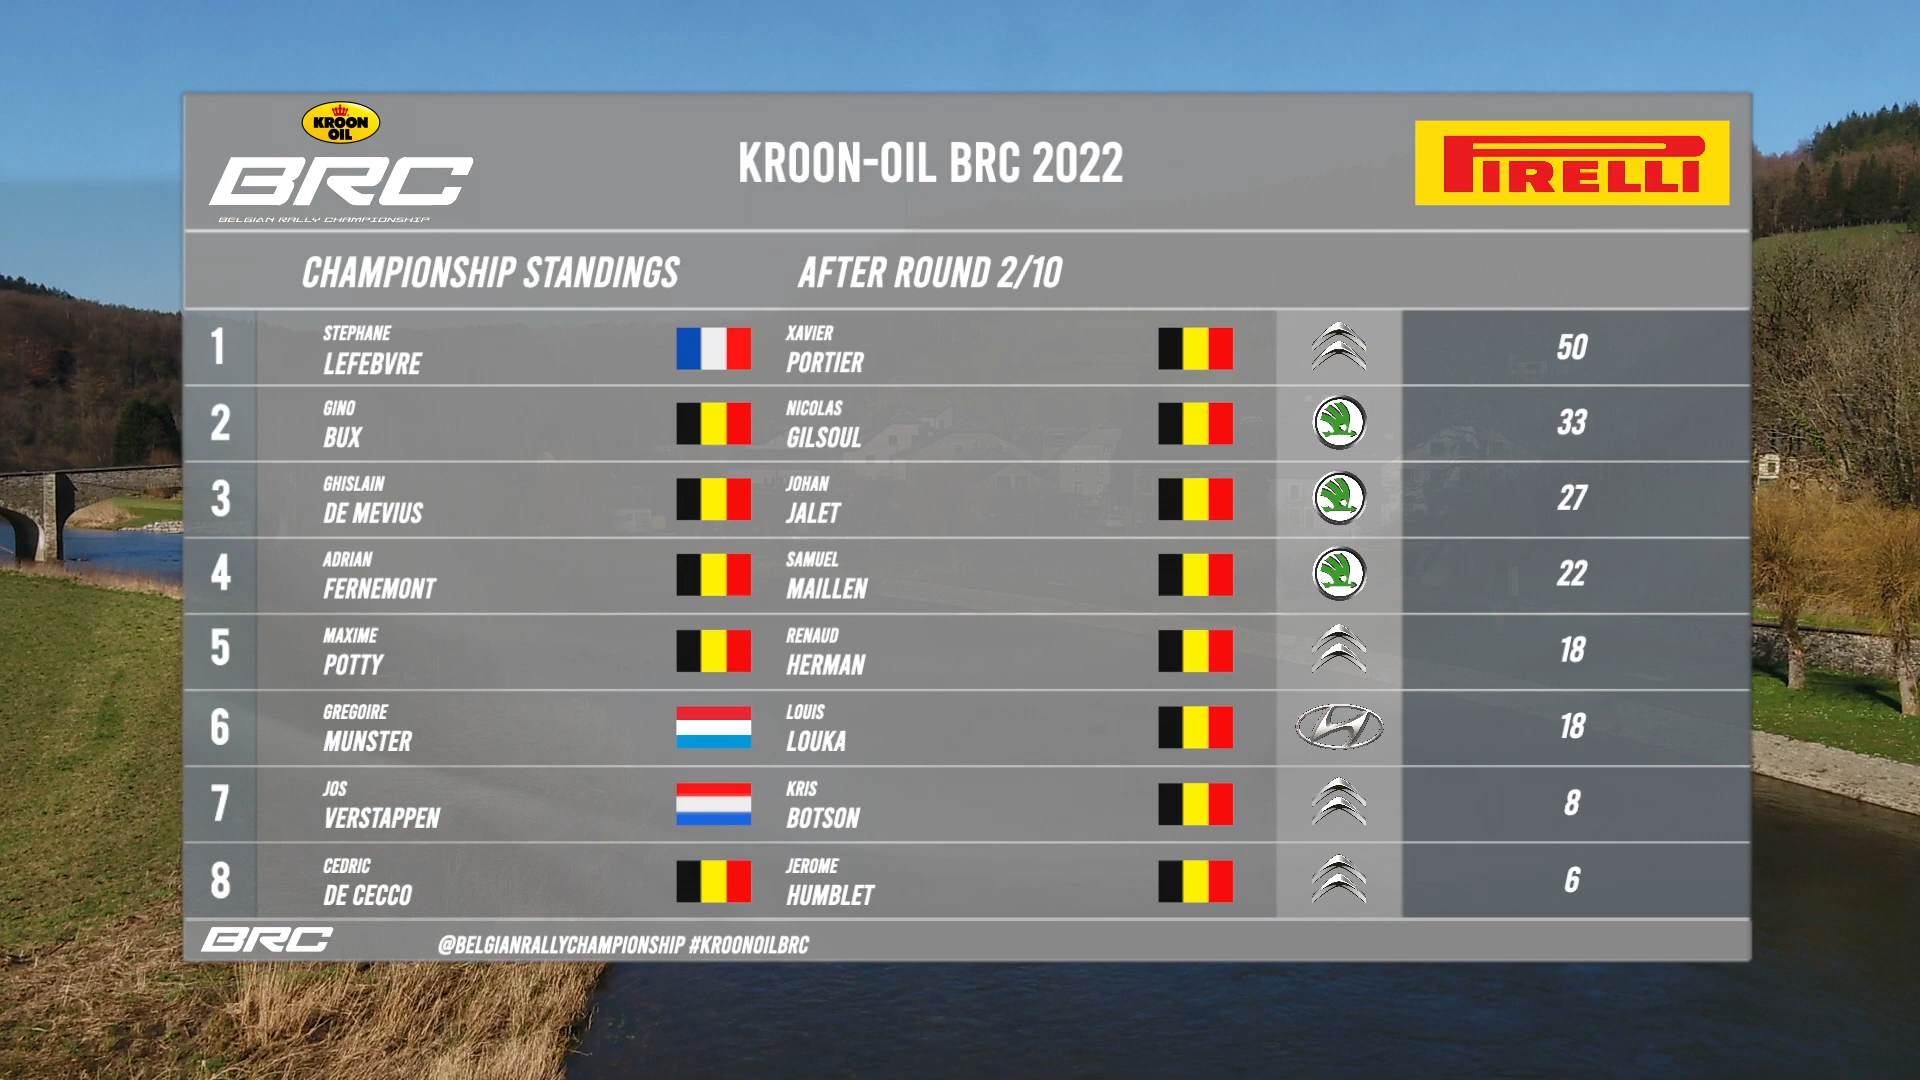 KROON
OIL
BRC
BELGIAN RALLY CHAMPIONSHIP
KROON-OIL BRC 2022
PIRELLI
CHAMPIONSHIP STANDINGS AFTER ROUND 2/10
1 STEPHANE LEFEBVRE XAVIER PORTIER 50
2 GINO BUX NICOLAS GILSOUL 33
3 GHISLAIN DE MEVIUS JOHAN JALET 27
4 ADRIAN FERNEMONT SAMUEL MAILLEN 22
5 MAXIME POTTY RENAUD HERMAN 18
6 GREGOIRE MUNSTER LOUIS LOUKA 18
7 JOS VERSTAPPEN KRIS BOTSON 8
8 CEDRIC DE CECCO JEROME HUMBLET 6
BRC @BELGIANRALLYCHAMPIONSHIP #KROONOILBRC